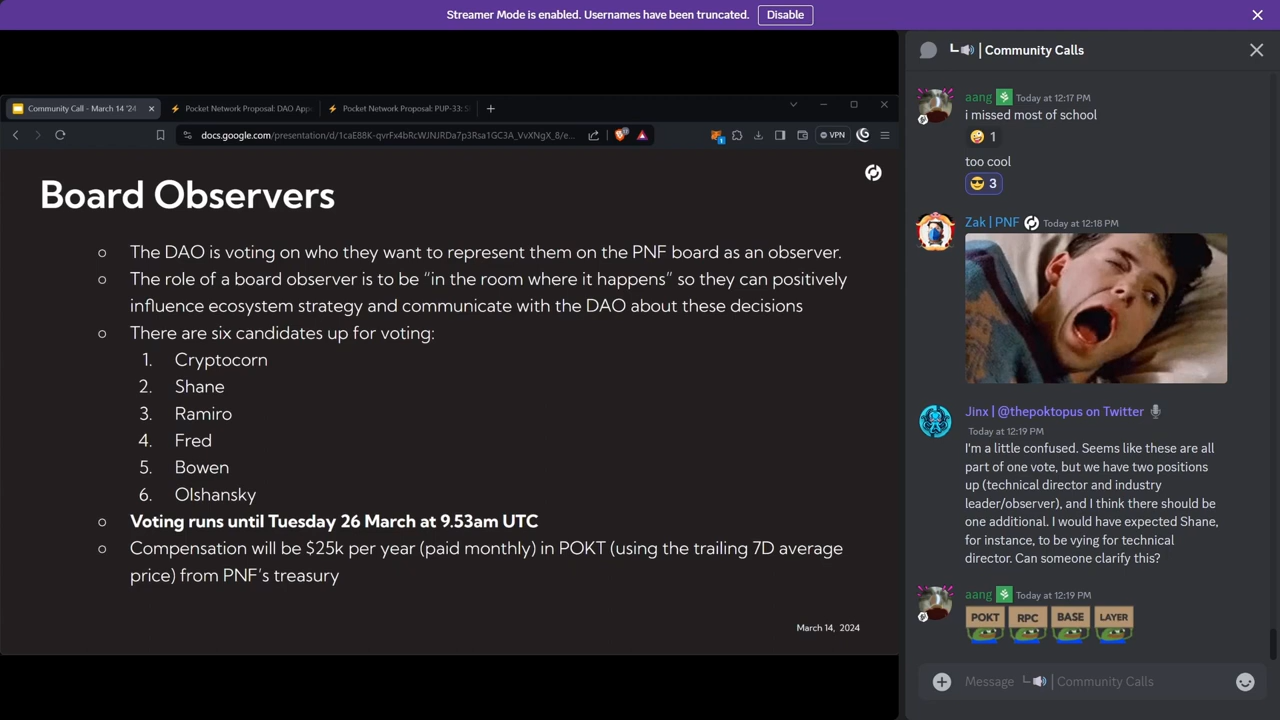 Streamer Mode is enabled. Usernames have been truncated.
Disable
Community Call - March 14 '24
Pocket Network Proposal: DAO App
Pocket Network Proposal: PUP-33: S
VPN
Board Observers
The DAO is voting on who they want to represent them on the PNF board as an observer.
The role of a board observer is to be “in the room where it happens” so they can positively
influence ecosystem strategy and communicate with the DAO about these decisions
There are six candidates up for voting:
1. Cryptocorn
2. Shane
3. Ramiro
4. Fred
5. Bowen
6. Olshansky
Voting runs until Tuesday 26 March at 9.53am UTC
Compensation will be $25k per year (paid monthly) in POKT (using the trailing 7D average
price) from PNF’s treasury
March 14, 2024
Community Calls
aang Today at 12:17 PM
i missed most of school
1
too cool
3
Zak | PNF Today at 12:18 PM
Jinx | @thepoktopus on Twitter
Today at 12:19 PM
I'm a little confused. Seems like these are all
part of one vote, but we have two positions
up (technical director and industry
leader/observer), and I think there should be
one additional. I would have expected Shane,
for instance, to be vying for technical
director. Can someone clarify this?
aang Today at 12:19 PM
POKT RPC BASE LAYER
Message Community Calls